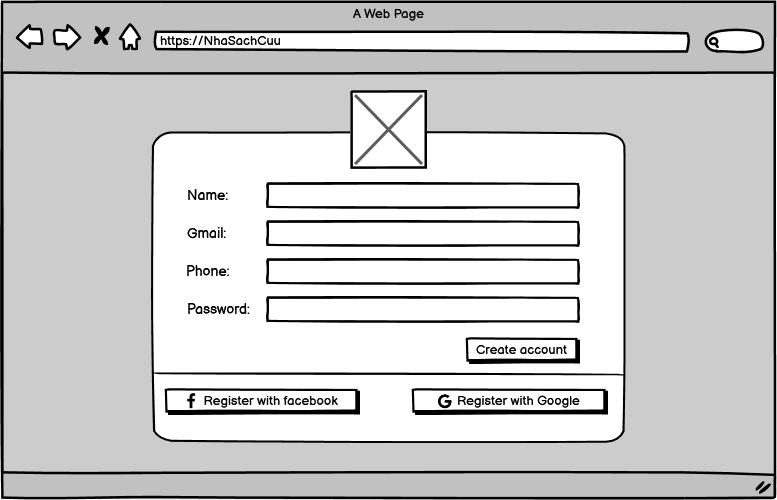 A Web Page
https://NhaSachCuu
Name:
Gmail:
Phone:
Password:
Create account
Register with facebook
Register with Google